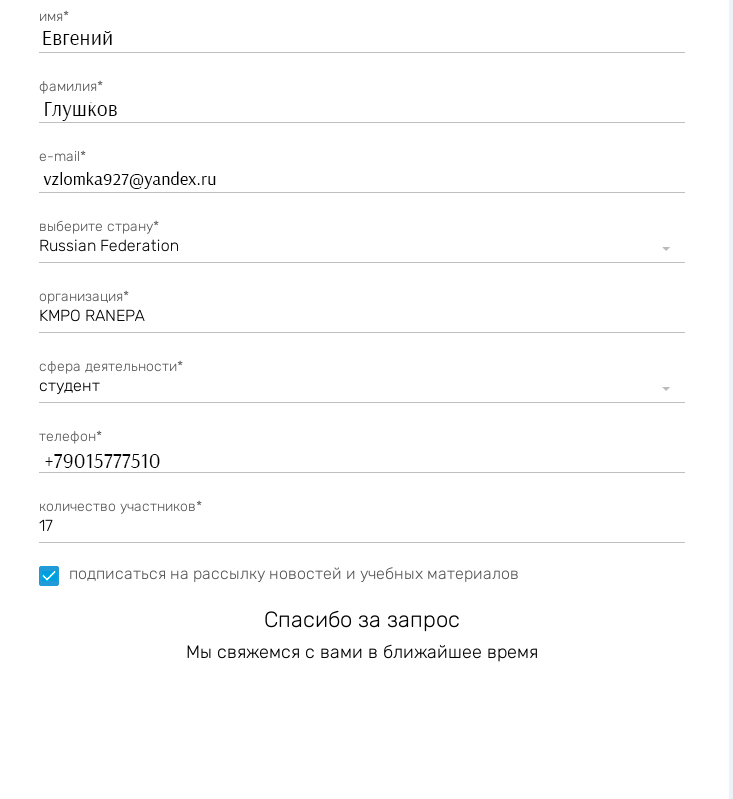 имя*
Евгений
фамилия*
Глушков
e-mail*
vzlomka927@yandex.ru
выберите страну*
Russian Federation
организация*
KMPO RANEPA
сфера деятельности*
студент
телефон*
+79015777510
количество участников*
17
подписаться на рассылку новостей и учебных материалов
Спасибо за запрос
Мы свяжемся с вами в ближайшее время